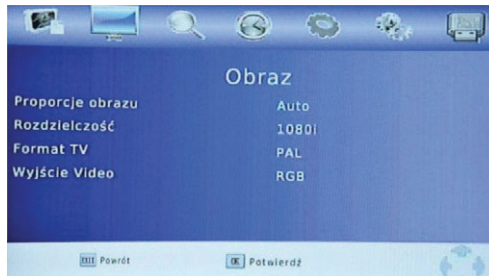 Obraz
Proporcje obrazu Auto
Rozdzielczość 1080i
Format TV PAL
Wyjście Video RGB
EXIT Powrót OK Potwierdź